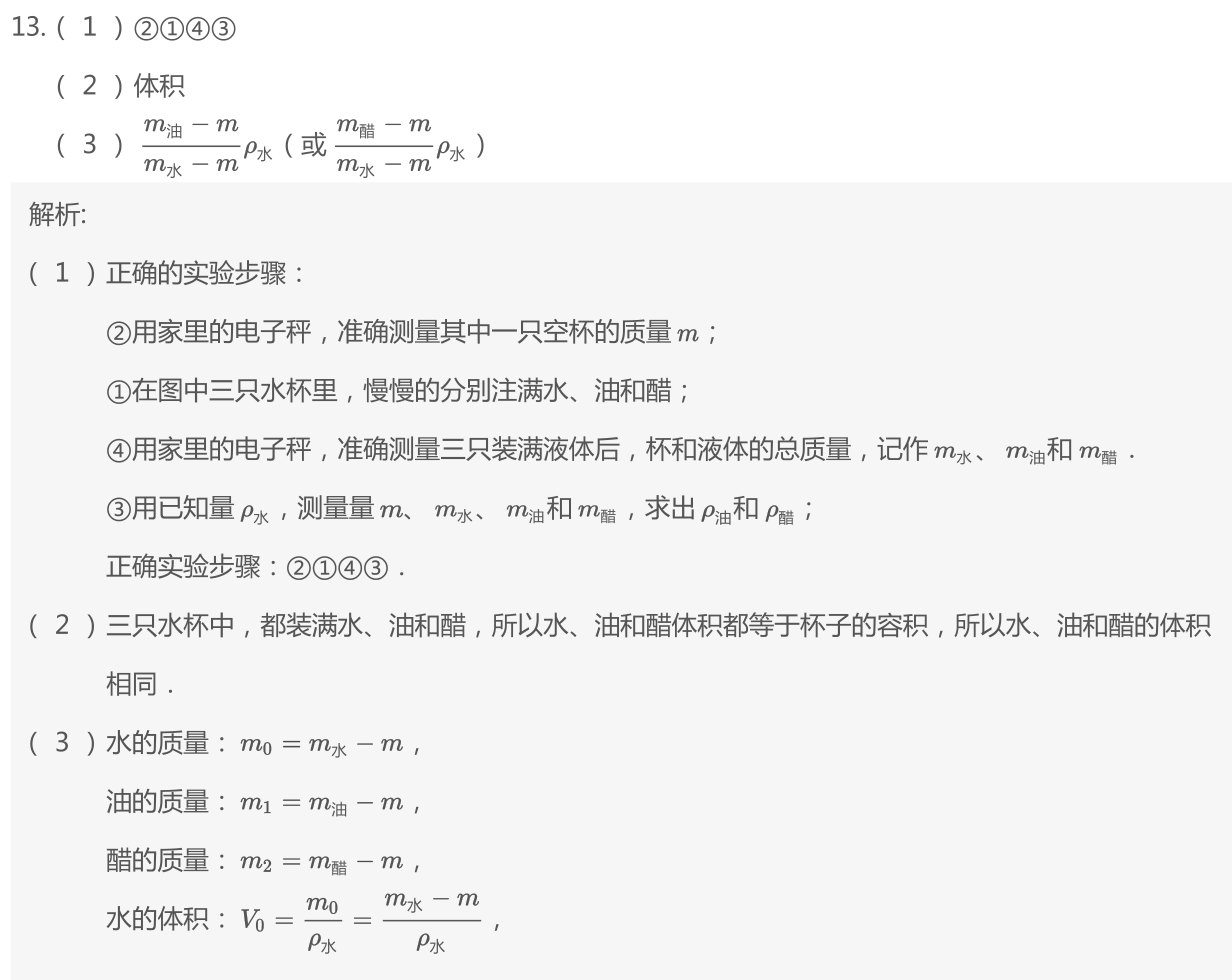 13.(1)②①④③
(2)体积
(3)$\dfrac{m_{油}-m}{m_{水}-m}\rho_{水}$(或$\dfrac{m_{醋}-m}{m_{水}-m}\rho_{水}$)
解析:
(1)正确的实验步骤:
②用家里的电子秤,准确测量其中一只空杯的质量$m$;
①在图中三只水杯里,慢慢的分别注满水、油和醋;
④用家里的电子秤,准确测量三只装满液体后,杯和液体的总质量,记作$m_{水}$、$m_{油}$和$m_{醋}$.
③用已知量$\rho_{水}$,测量量$m$、$m_{水}$、$m_{油}$和$m_{醋}$,求出$\rho_{油}$和$\rho_{醋}$;
正确实验步骤:②①④③.
(2)三只水杯中,都装满水、油和醋,所以水、油和醋体积都等于杯子的容积,所以水、油和醋的体积
相同.
(3)水的质量:$m_0=m_{水}-m$,
油的质量:$m_1=m_{油}-m$,
醋的质量:$m_2=m_{醋}-m$,
水的体积:$V_0=\dfrac{m_0}{\rho_{水}}=\dfrac{m_{水}-m}{\rho_{水}}$,